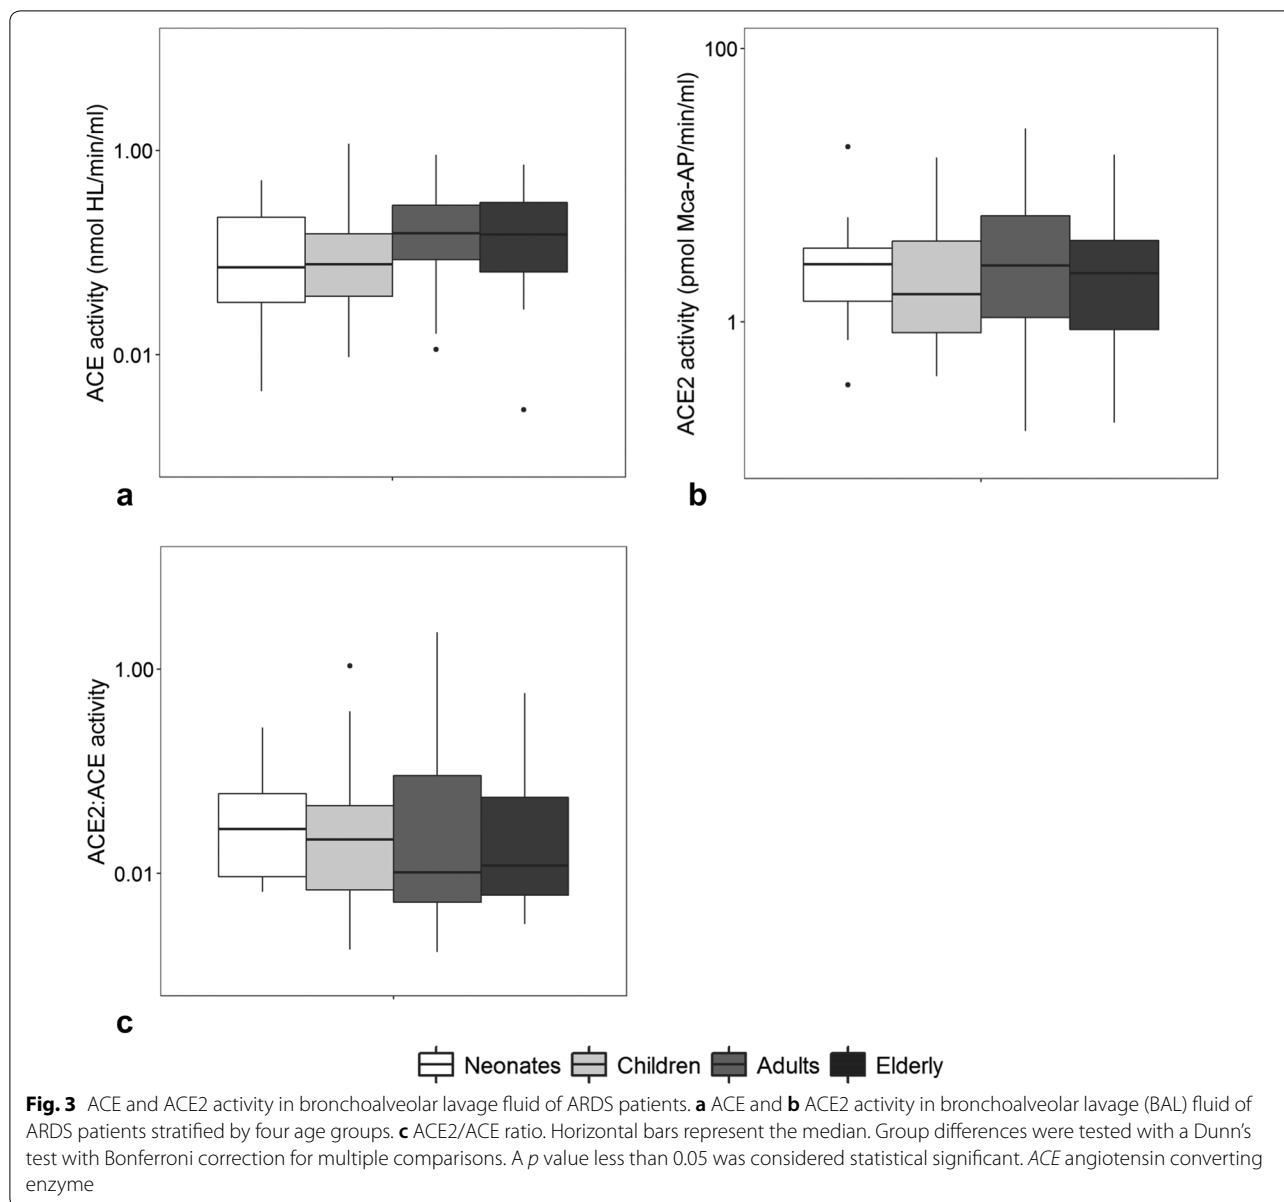 ACE activity (nmol HL/min/ml)
1.00
0.01
a
ACE2 activity (pmol Mca-AP/min/ml)
100
1
b
ACE2:ACE activity
1.00
0.01
c
Neonates Children Adults Elderly
Fig. 3 ACE and ACE2 activity in bronchoalveolar lavage fluid of ARDS patients. a ACE and b ACE2 activity in bronchoalveolar lavage (BAL) fluid of
ARDS patients stratified by four age groups. c ACE2/ACE ratio. Horizontal bars represent the median. Group differences were tested with a Dunn's
test with Bonferroni correction for multiple comparisons. A p value less than 0.05 was considered statistical significant. ACE angiotensin converting
enzyme